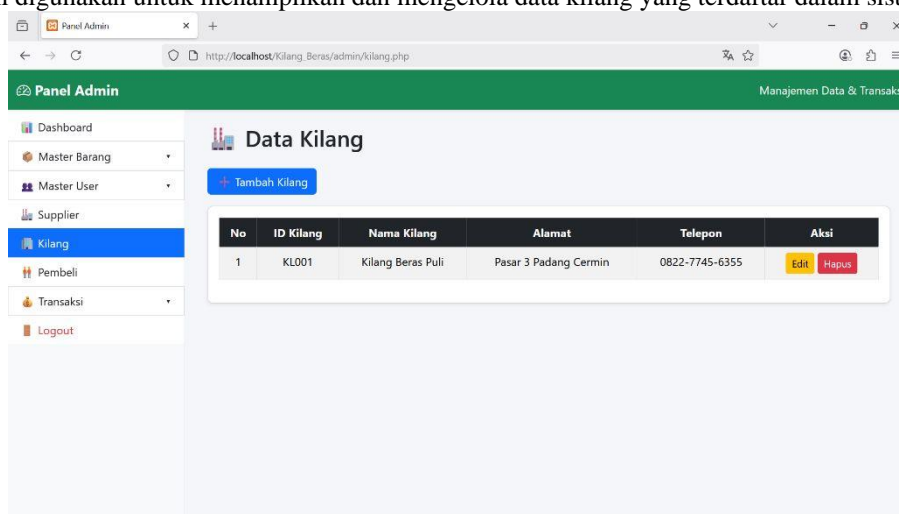 digunakan untuk menampilkan dan mengelola data kilang yang terdaftar dalam
Panel Admin
http://localhost/Kilang_Beras/admin/kilang.php
Panel Admin
Manajemen Data & Transaks
Dashboard
Data Kilang
Master Barang
Tambah Kilang
Master User
Supplier
No ID Kilang Nama Kilang Alamat Telepon Aksi
Kilang
1 KL001 Kilang Beras Puli Pasar 3 Padang Cermin 0822-7745-6355 Edit Hapus
Pembeli
Transaksi
Logout